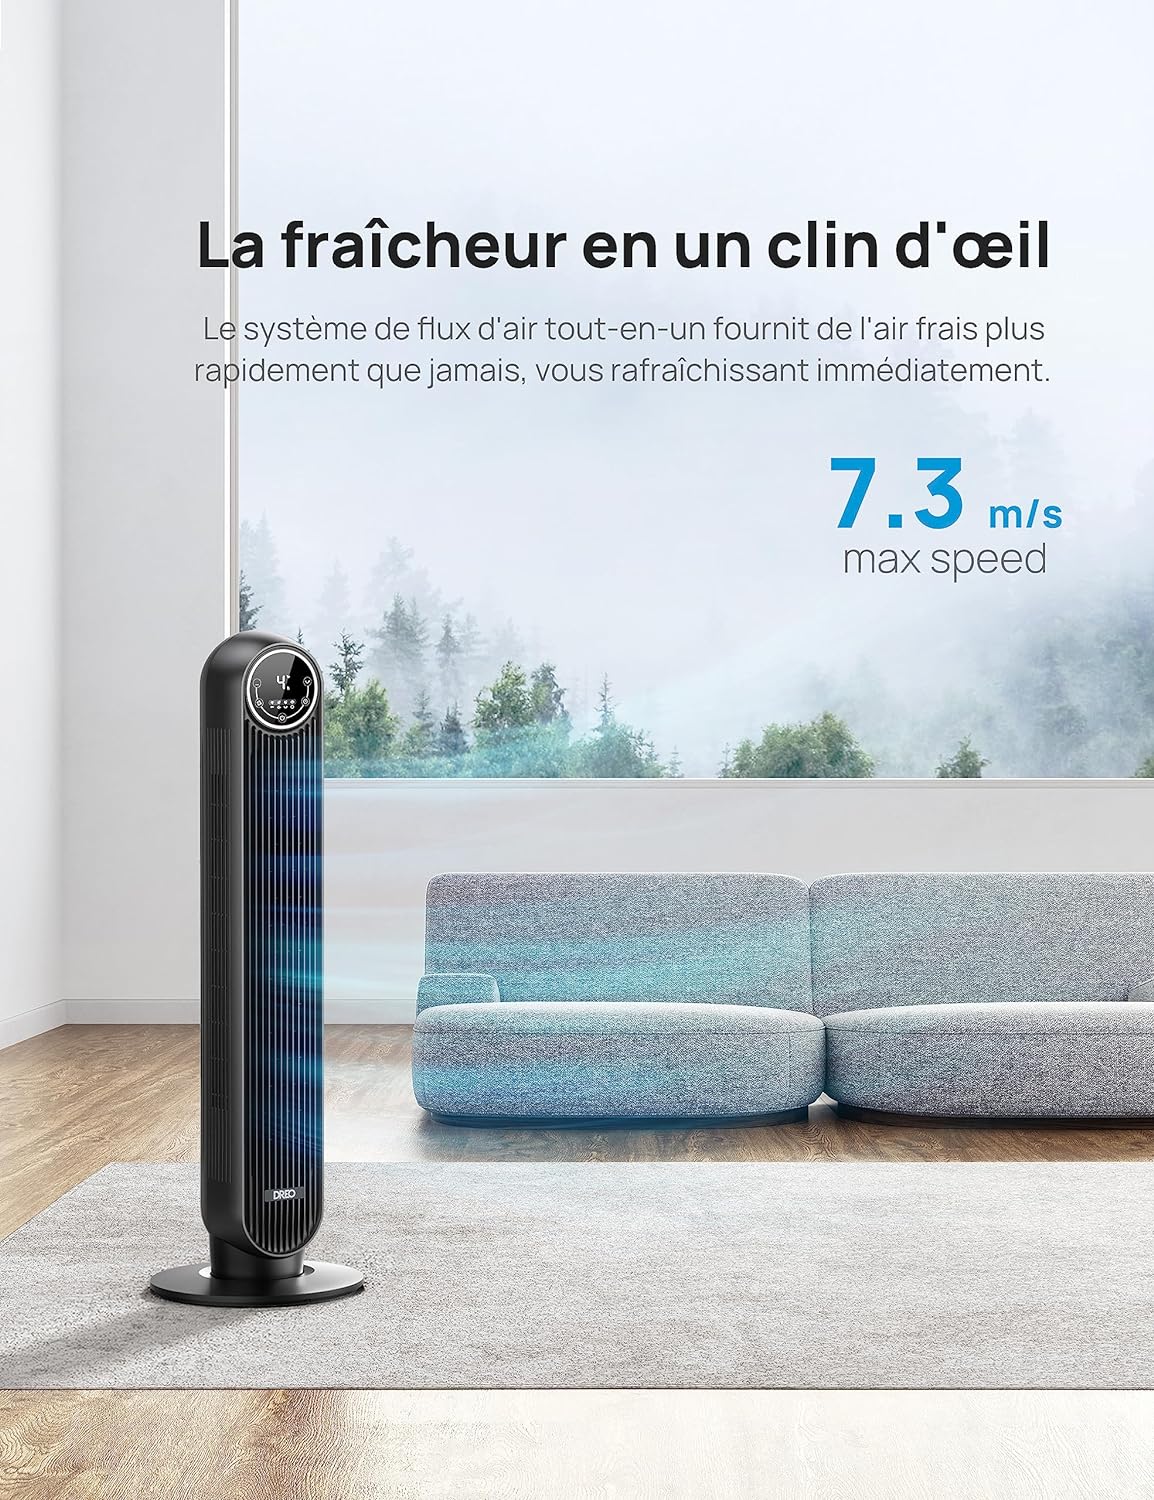 La fraîcheur en un clin d'œil
Le système de flux d'air tout-en-un fournit de l'air frais plus
rapidement que jamais, vous rafraîchissant immédiatement.
7.3 m/s
max speed
4
DREO